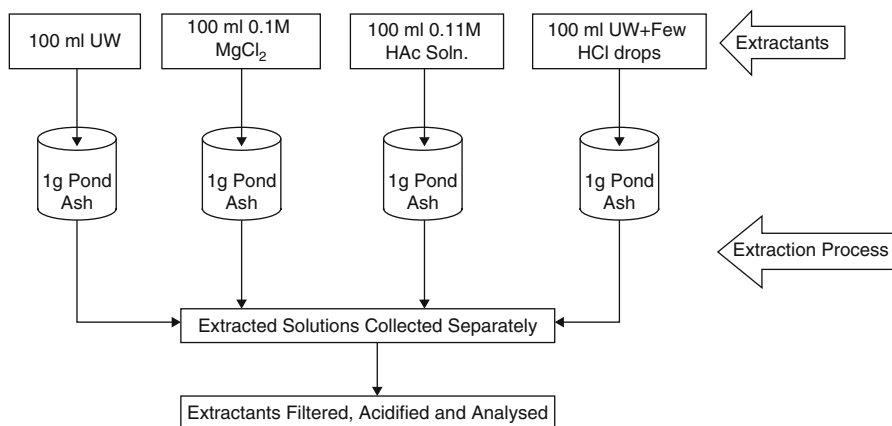 100 ml UW
100 ml 0.1M
MgCl₂
100 ml 0.11M
HAc Soln.
100 ml UW+Few
HCl drops
Extractants
1g Pond
Ash
1g Pond
Ash
1g Pond
Ash
1g Pond
Ash
Extraction Process
Extracted Solutions Collected Separately
Extractants Filtered, Acidified and Analysed